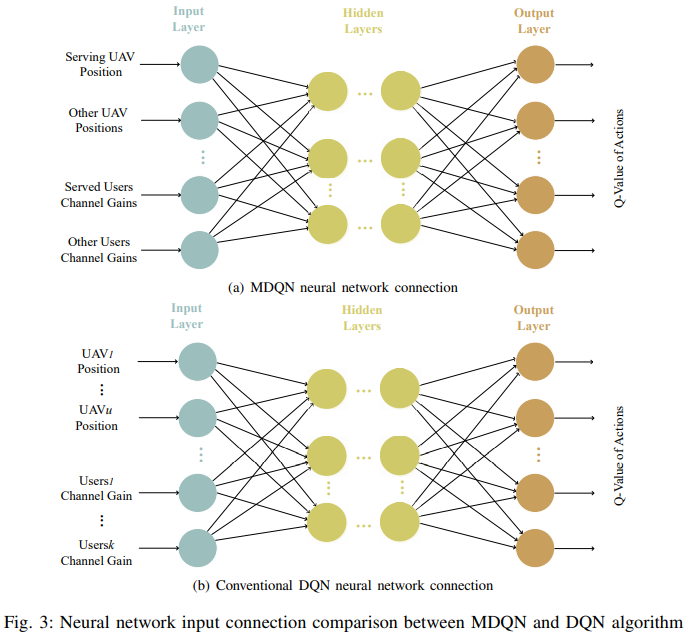 Input
Layer
Hidden
Layers
Output
Layer
Serving UAV
Position
Other UAV
Positions
Served Users
Channel Gains
Other Users
Channel Gains
Q-Value of Actions
(a) MDQN neural network connection
Input
Layer
Hidden
Layers
Output
Layer
UAV1
Position
UAVu
Position
Users1
Channel Gain
Usersk
Channel Gain
Q-Value of Actions
(b) Conventional DQN neural network connection
Fig. 3: Neural network input connection comparison between MDQN and DQN algorithm